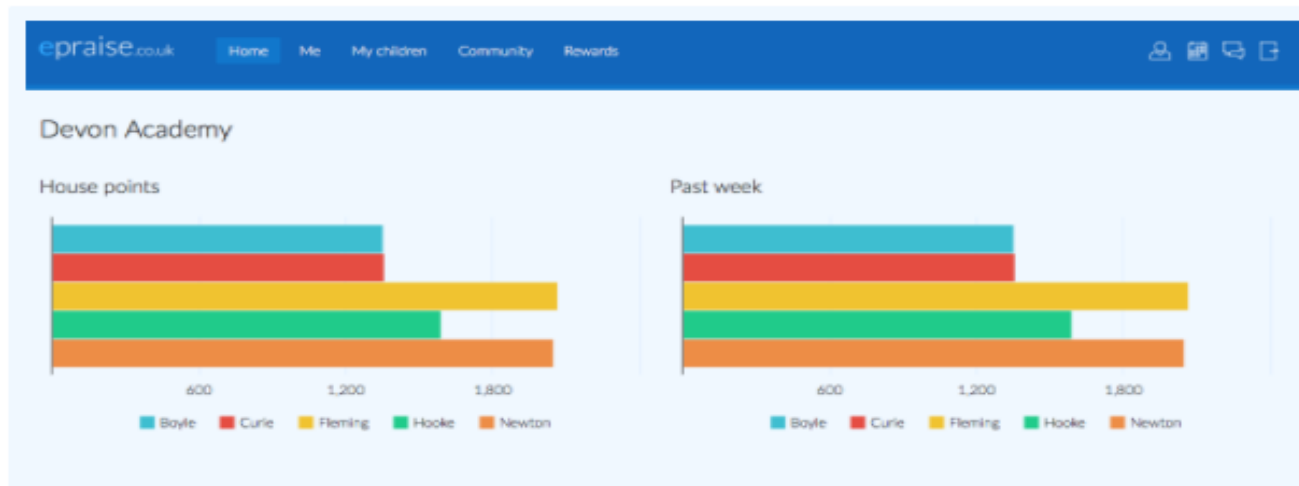 epraise.co.uk Home Me My children Community Rewards
Devon Academy
House points
600 1,200 1,800
Boyle Curie Fleming Hooke Newton
Past week
600 1,200 1,800
Boyle Curie Fleming Hooke Newton